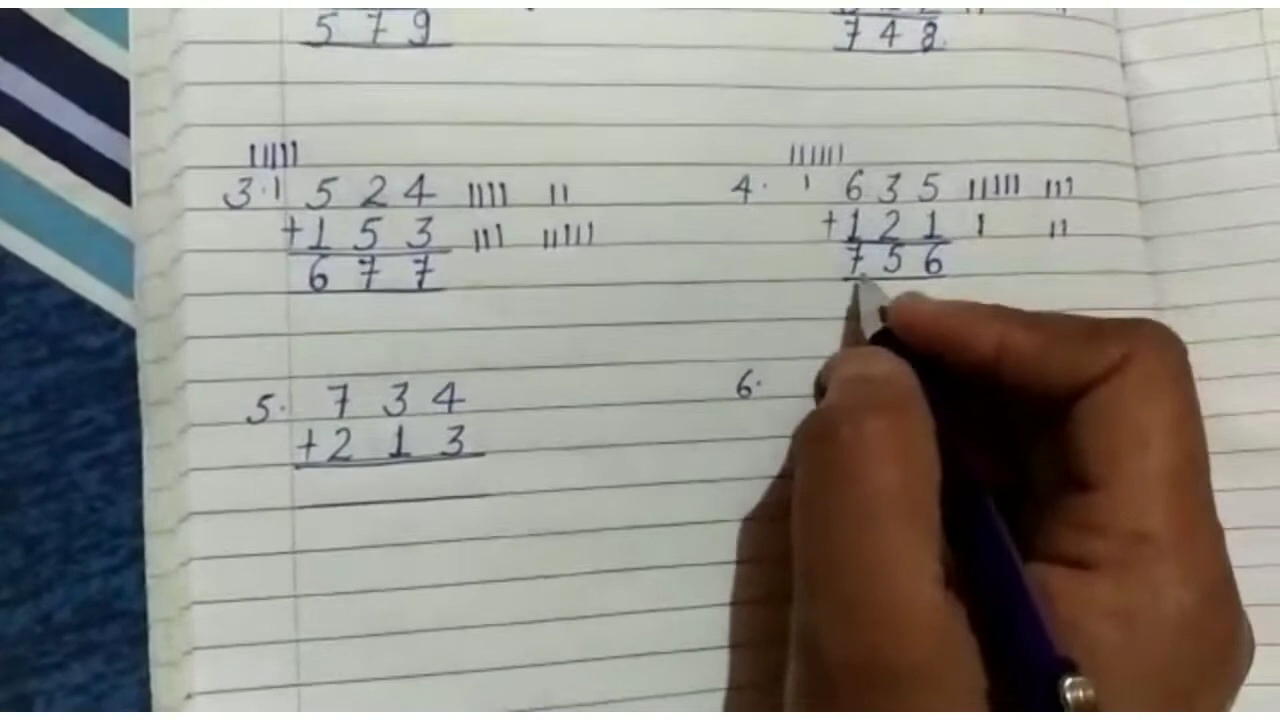 5 7 9
7 4 8
|||||
3. | 5 2 4 |||| ||
+ 1 5 3 ||| |||||
6 7 7
||||||
4. | 6 3 5 ||||| |||
+ 1 2 1 | ||
7 5 6
5. 7 3 4
+ 2 1 3
6.